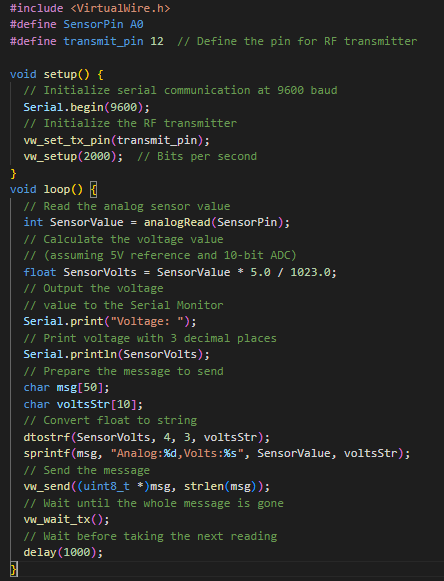 #include <VirtualWire.h>
#define SensorPin A0
#define transmit_pin 12  // Define the pin for RF transmitter

void setup() {
  // Initialize serial communication at 9600 baud
  Serial.begin(9600);
  // Initialize the RF transmitter
  vw_set_tx_pin(transmit_pin);
  vw_setup(2000);  // Bits per second
}
void loop() {
  // Read the analog sensor value
  int SensorValue = analogRead(SensorPin);
  // Calculate the voltage value
  // (assuming 5V reference and 10-bit ADC)
  float SensorVolts = SensorValue * 5.0 / 1023.0;
  // Output the voltage
  // value to the Serial Monitor
  Serial.print("Voltage: ");
  // Print voltage with 3 decimal places
  Serial.println(SensorVolts);
  // Prepare the message to send
  char msg[50];
  char voltsStr[10];
  // Convert float to string
  dtostrf(SensorVolts, 4, 3, voltsStr);
  sprintf(msg, "Analog:%d,Volts:%s", SensorValue, voltsStr);
  // Send the message
  vw_send((uint8_t *)msg, strlen(msg));
  // Wait until the whole message is gone
  vw_wait_tx();
  // Wait before taking the next reading
  delay(1000);
}